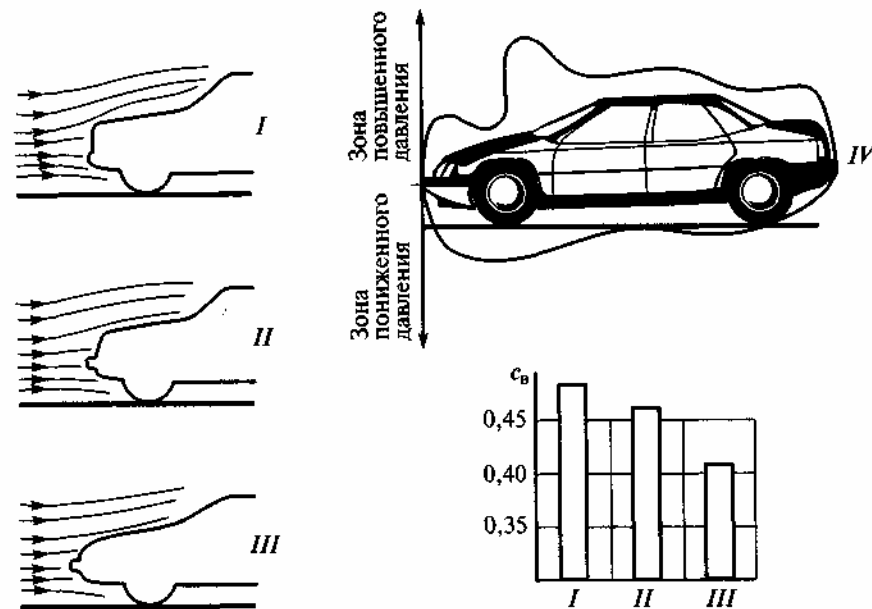 I
II
III
Зона
повышенного
давления
Зона
пониженного
давления
IV
cв
0,45
0,40
0,35
I II III